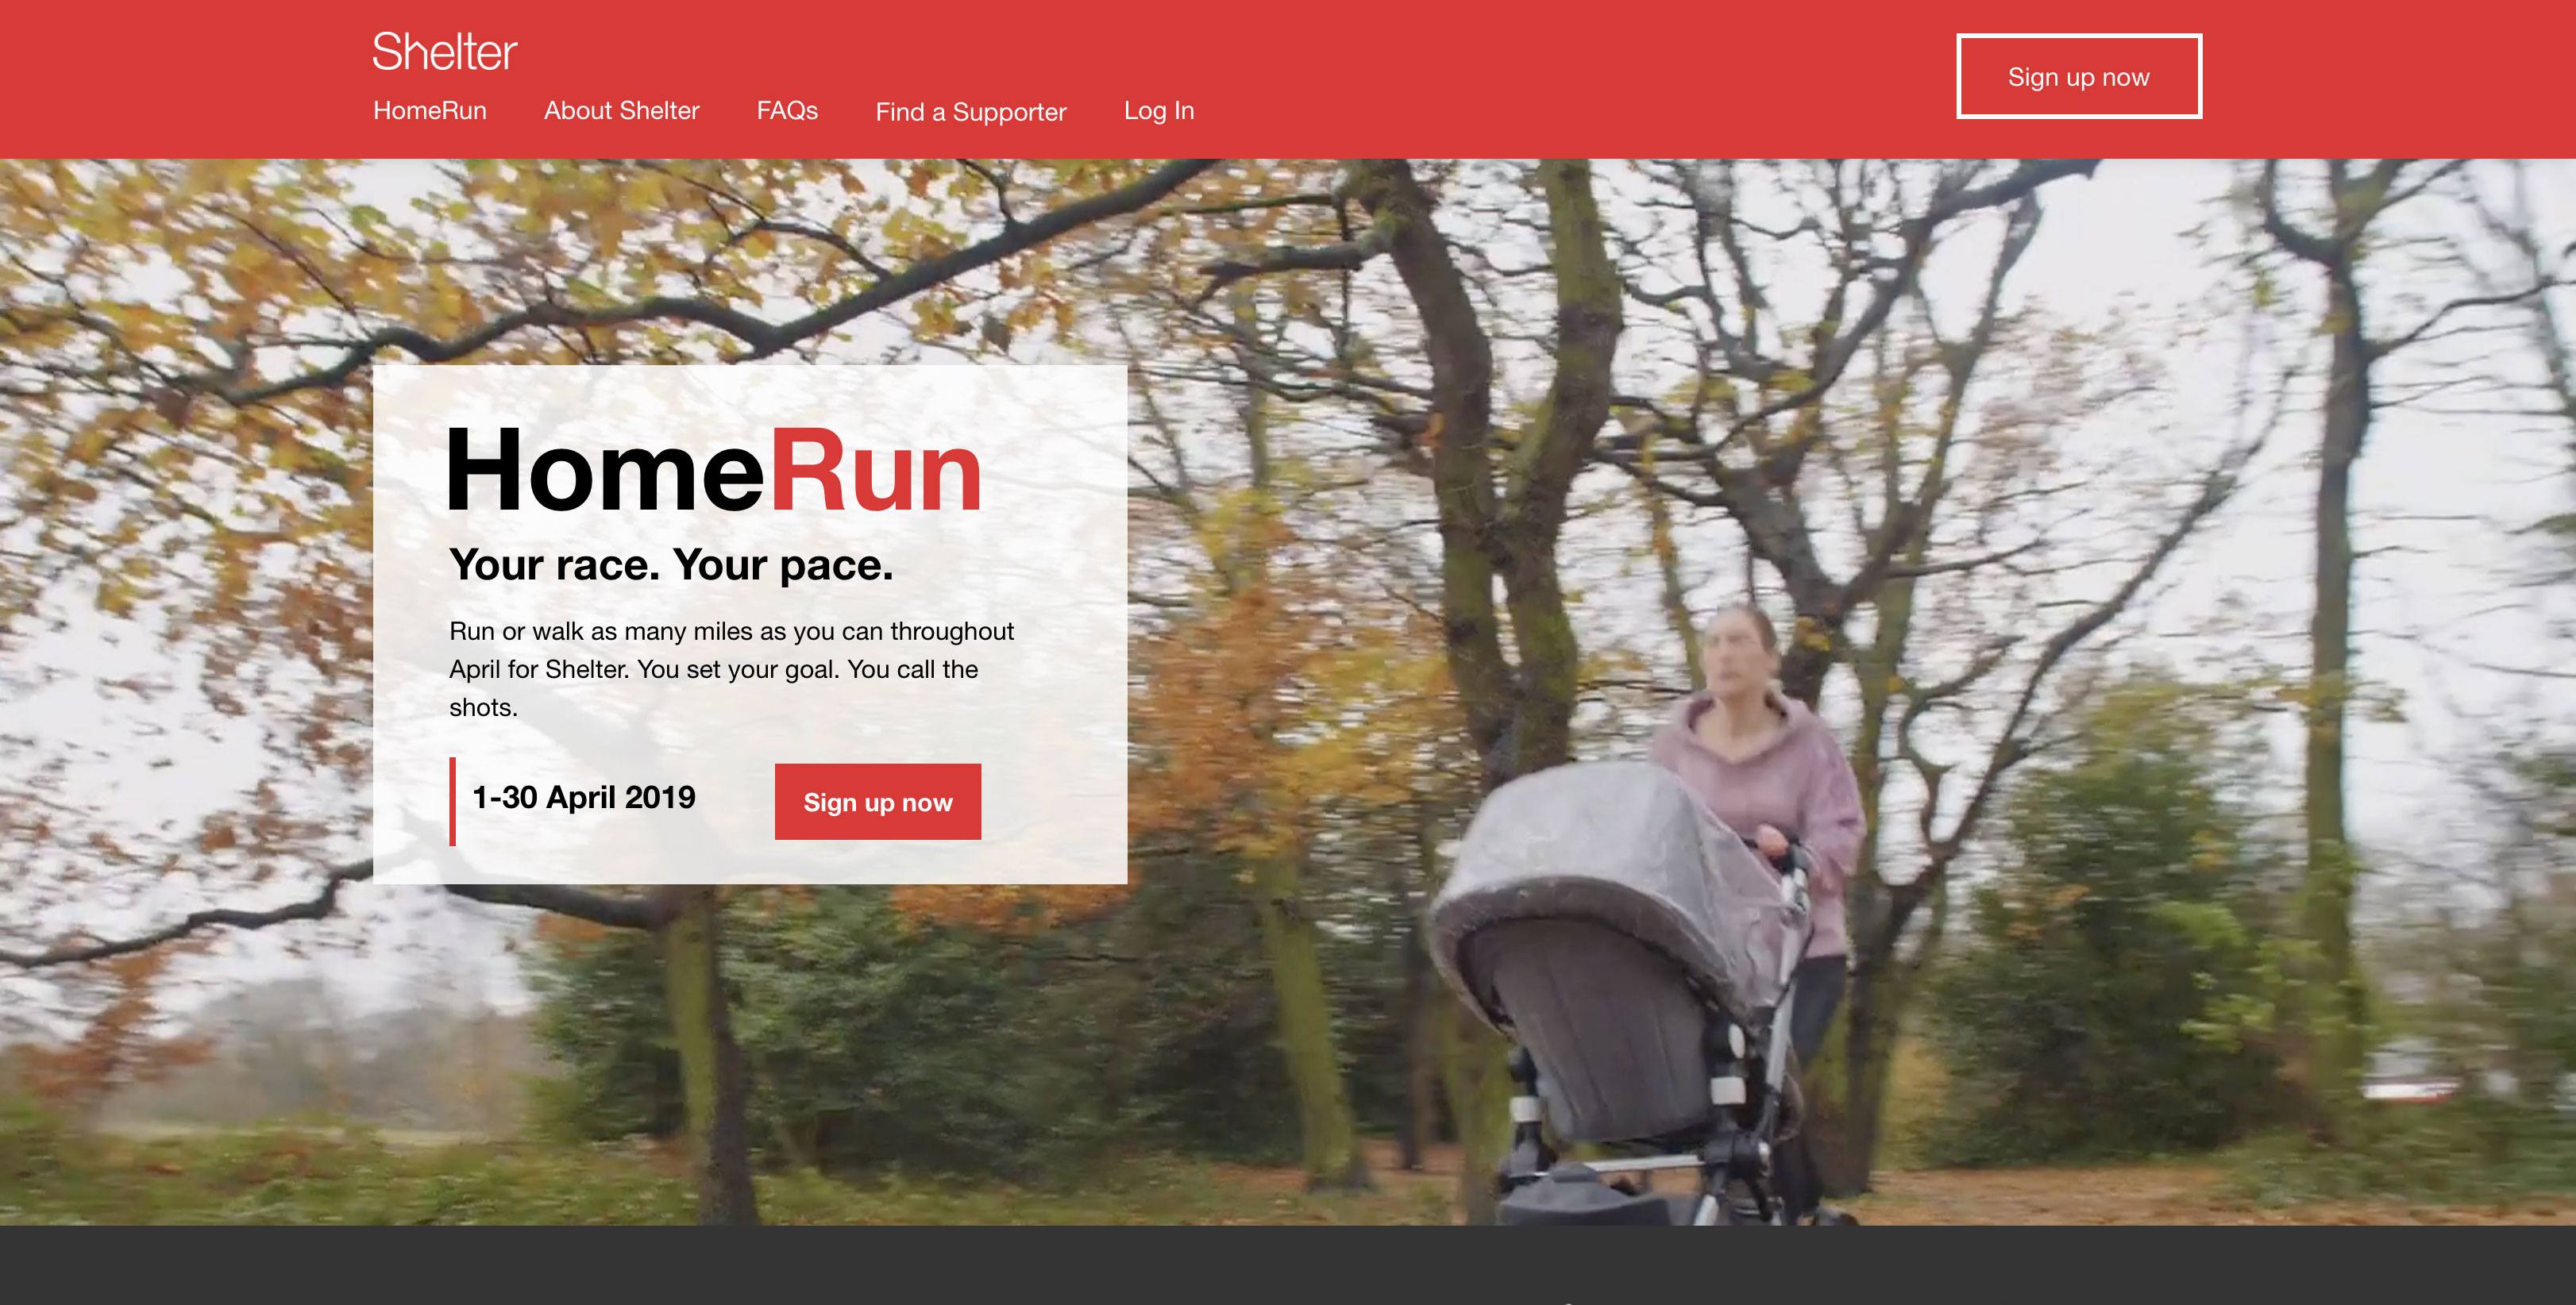 Shelter
HomeRun
About Shelter
FAQs
Find a Supporter
Log In
Sign up now
HomeRun
Your race. Your pace.
Run or walk as many miles as you can throughout
April for Shelter. You set your goal. You call the
shots.
1-30 April 2019
Sign up now